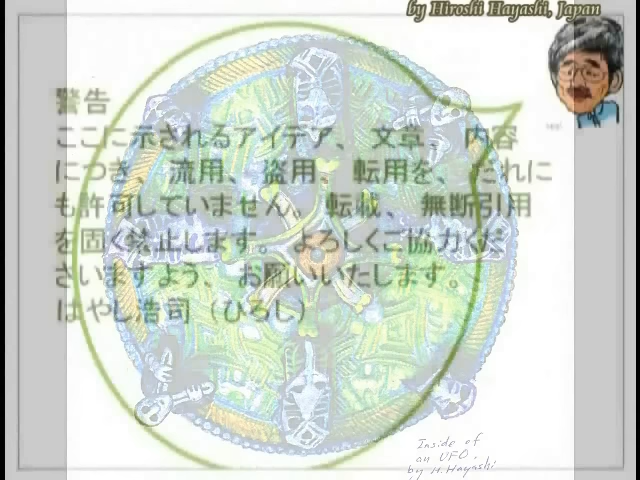 by Hiroshi Hayashi, Japan
警告
ここに示されるアイデア、 文章、 内容
につき 流用、 盗用、 転用を、 だれに
も許可していません。 転載、 無断引用
を固く禁止します。 よろしくご協力くだ
さいますよう、 お願いいたします。
はやし浩司（ひろし）
Inside of
an UFO.
by H. Hayashi